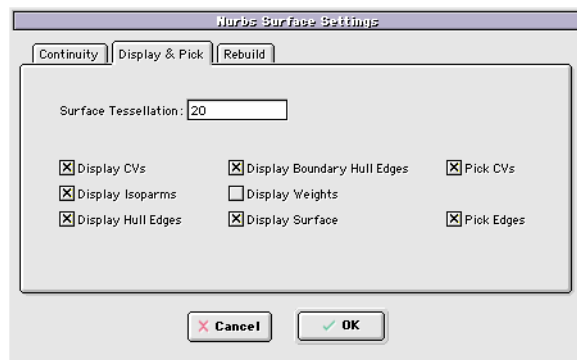 Nurbs Surface Settings
Continuity Display & Pick Rebuild
Surface Tessellation: 20
Display CVs Display Boundary Hull Edges Pick CVs
Display Isoparms Display Weights
Display Hull Edges Display Surface Pick Edges
Cancel OK